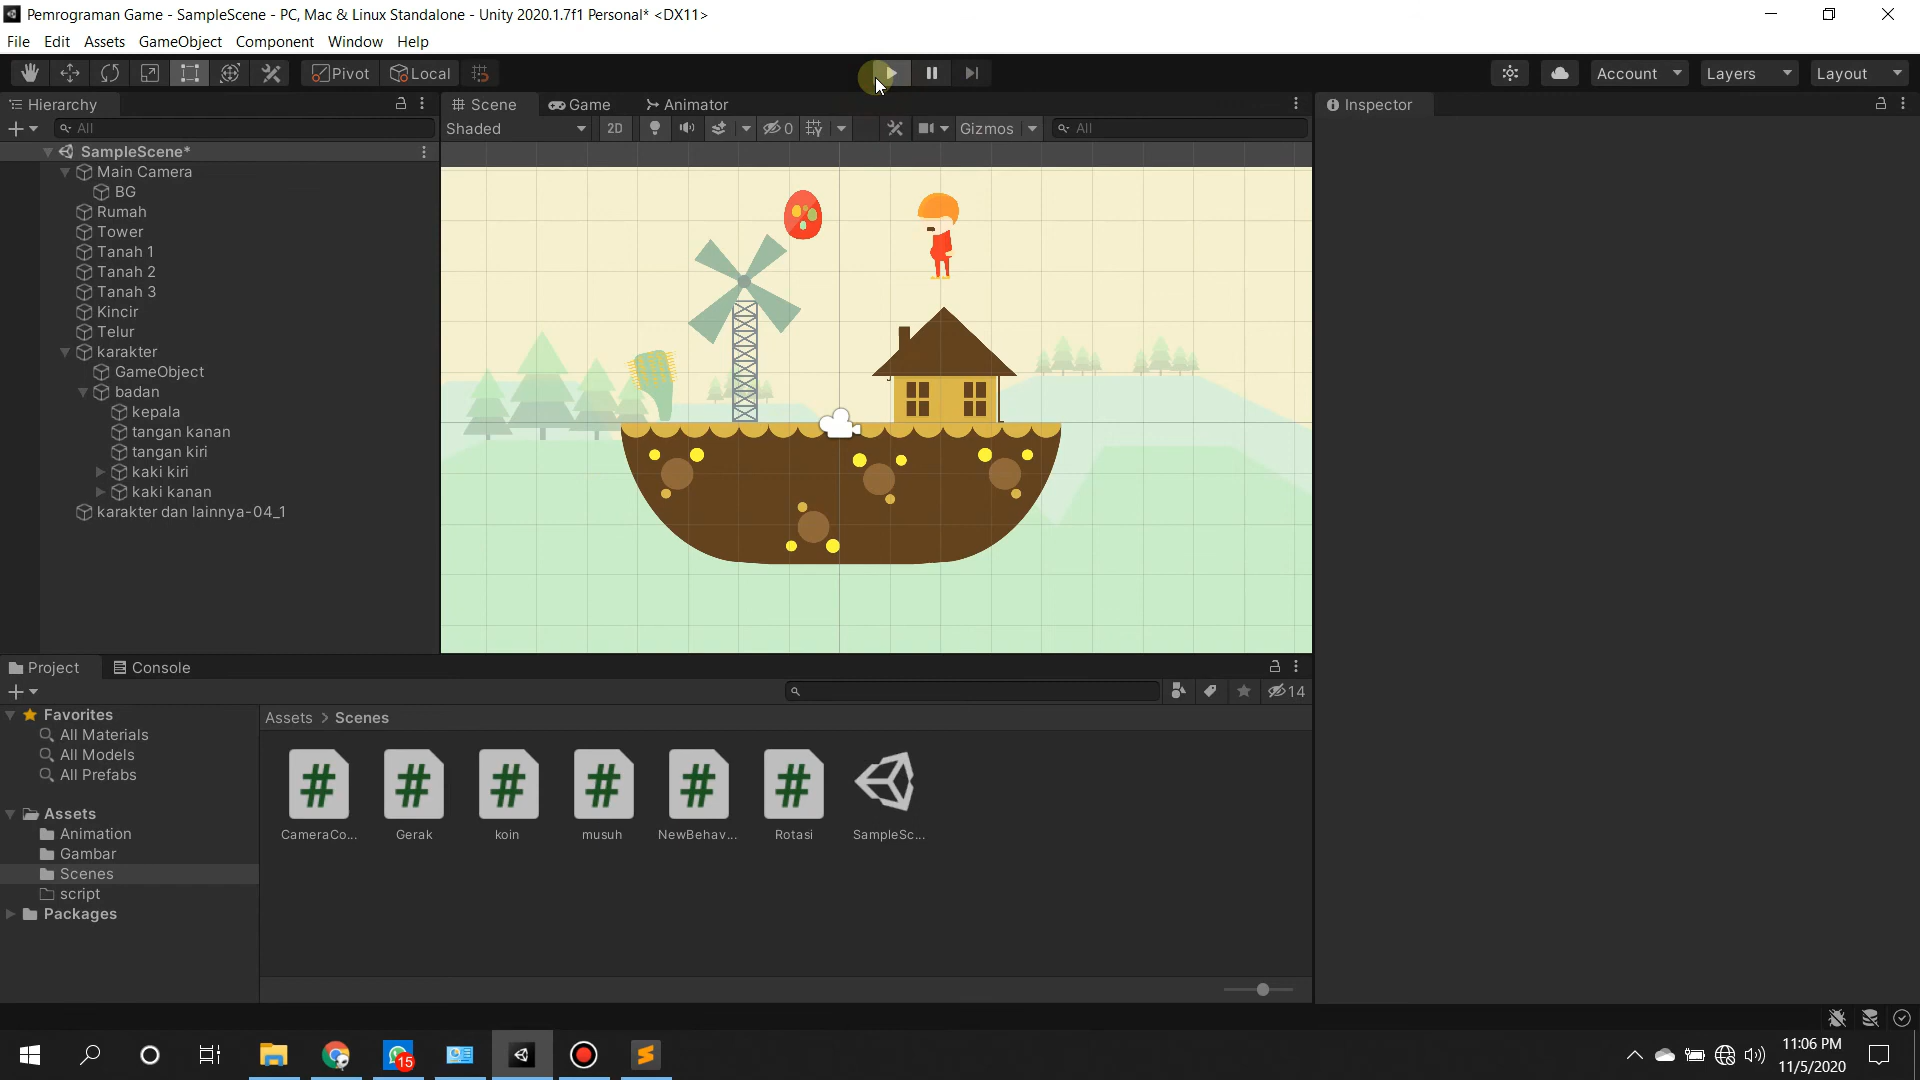 Pemrograman Game - SampleScene - PC, Mac & Linux Standalone - Unity 2020.1.7f1 Personal* <DX11>
File Edit Assets GameObject Component Window Help
Pivot Local Account Layers Layout
Hierarchy Scene Game Animator Inspector
All Shaded 2D 0 Gizmos All
SampleScene*
Main Camera
BG
Rumah
Tower
Tanah 1
Tanah 2
Tanah 3
Kincir
Telur
karakter
GameObject
badan
kepala
tangan kanan
tangan kiri
kaki kiri
kaki kanan
karakter dan lainnya-04_1
Project Console
14
Favorites
All Materials
All Models
All Prefabs
Assets
Animation
Gambar
Scenes
script
Packages
Assets > Scenes
CameraCo... Gerak koin musuh NewBehav... Rotasi SampleSc...
15
11:06 PM
11/5/2020